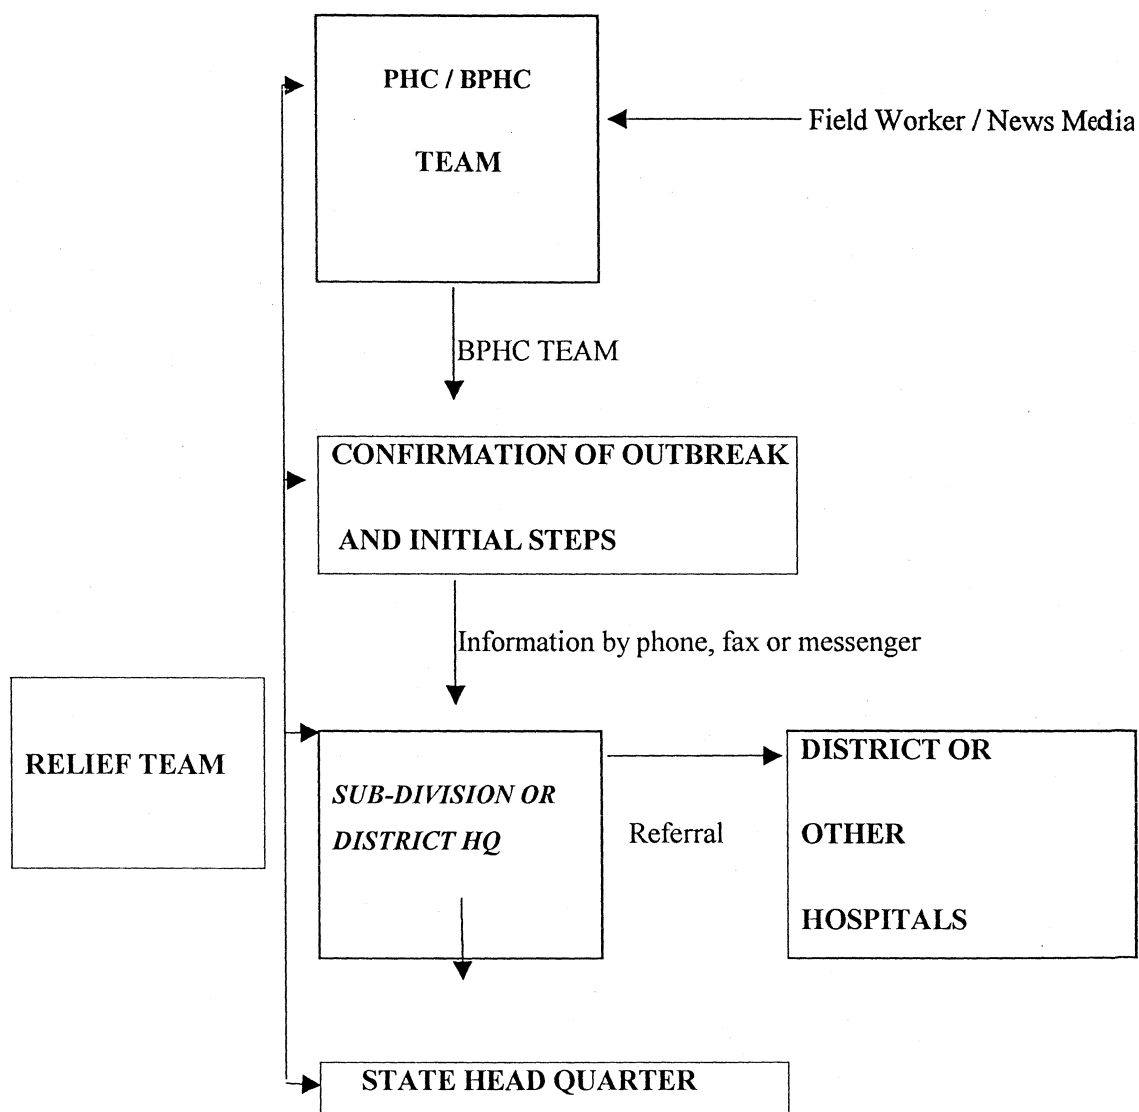 PHC / BPHC
TEAM
Field Worker / News Media
BPHC TEAM
CONFIRMATION OF OUTBREAK
AND INITIAL STEPS
Information by phone, fax or messenger
RELIEF TEAM
SUB-DIVISION OR
DISTRICT HQ
Referral
DISTRICT OR
OTHER
HOSPITALS
STATE HEAD QUARTER